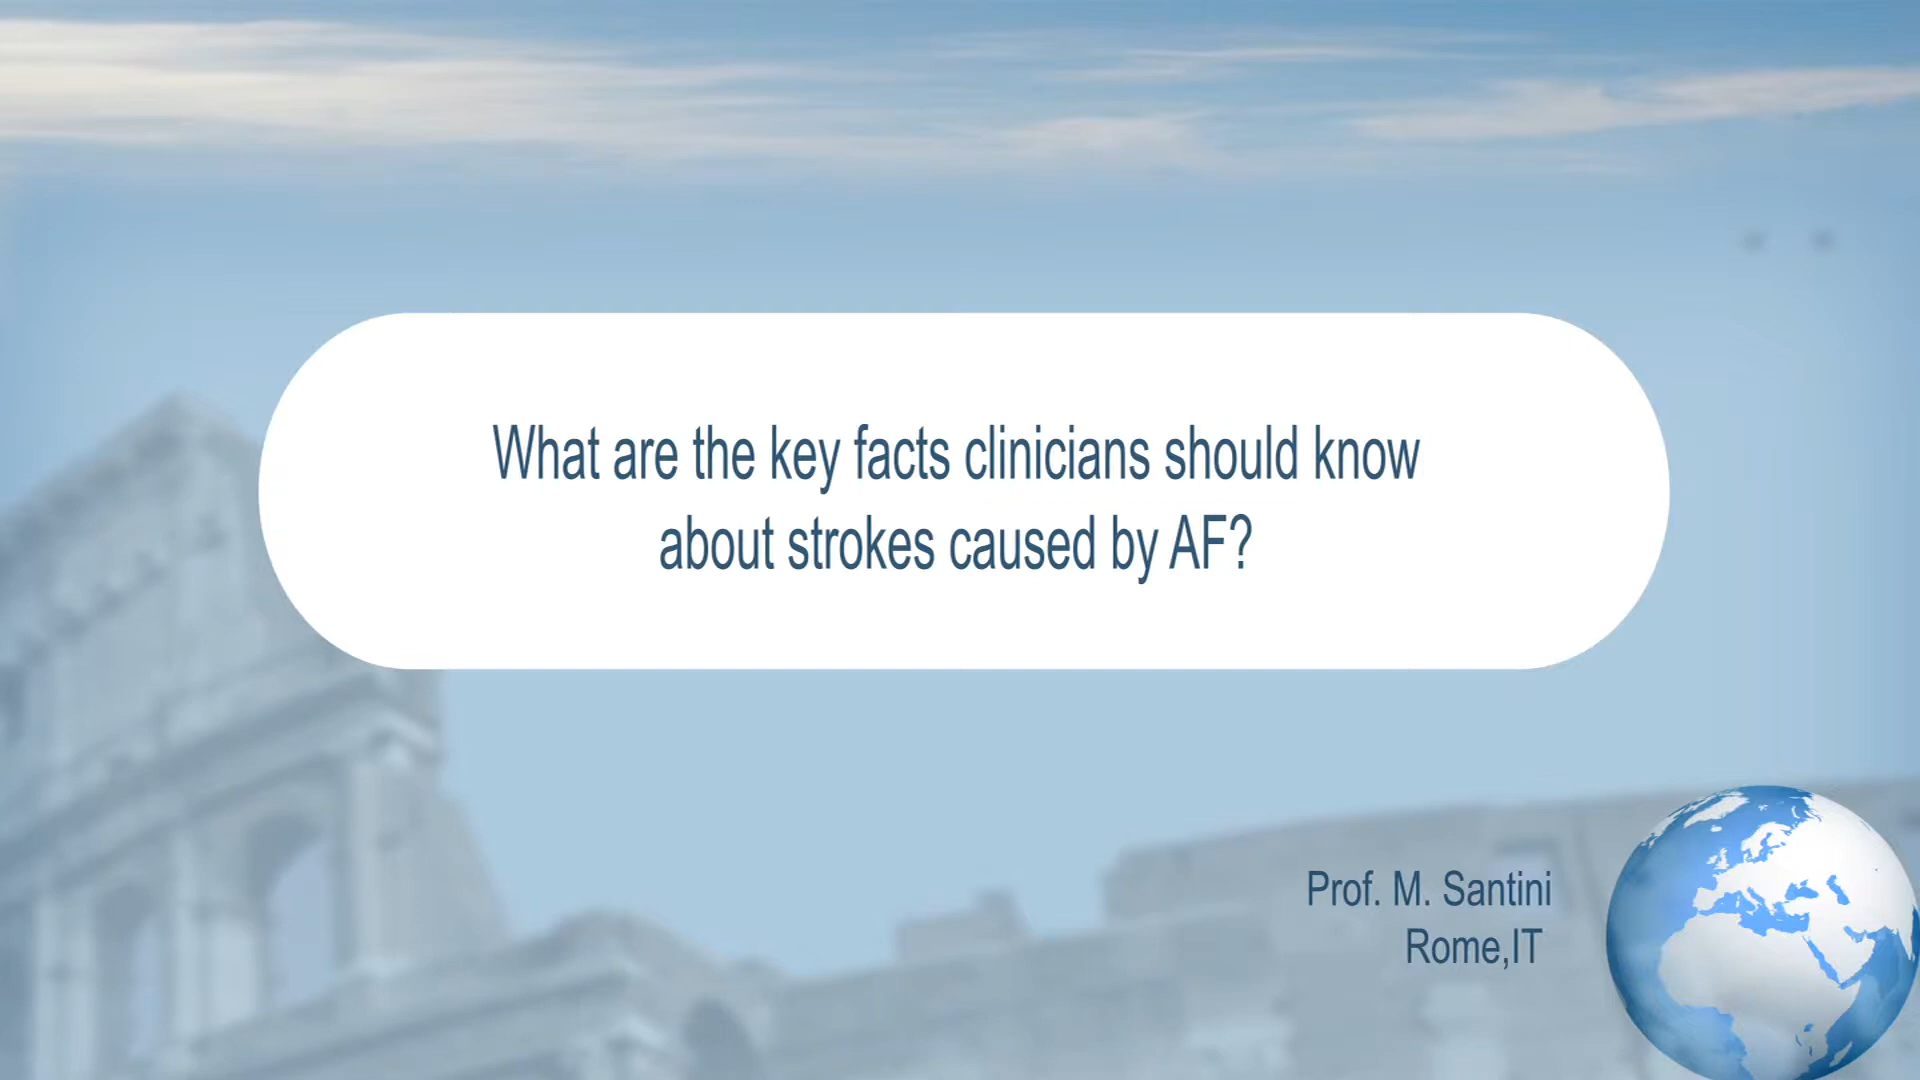 What are the key facts clinicians should know
about strokes caused by AF?
Prof. M. Santini
Rome,IT